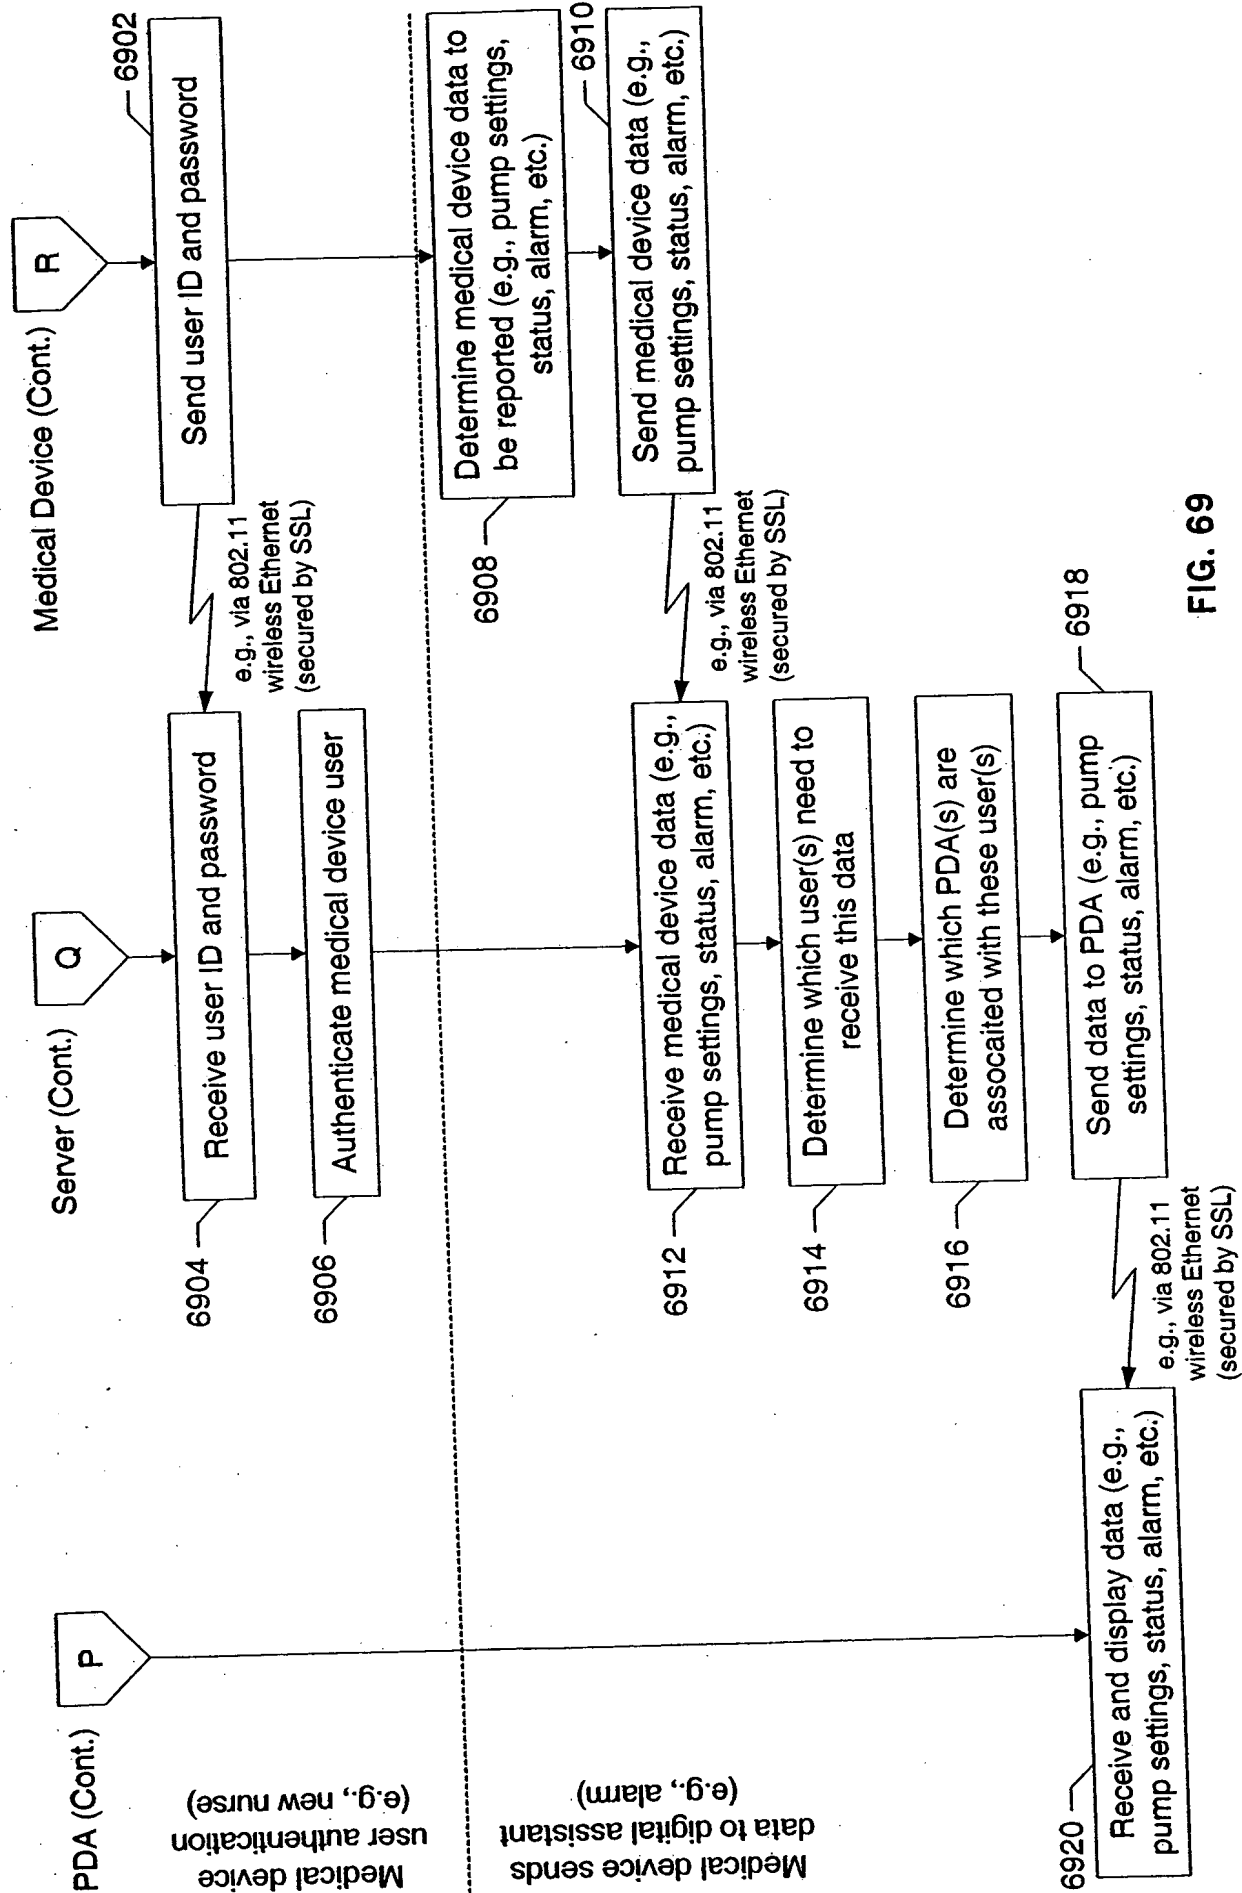 PDA (Cont.)
Server (Cont.)
Medical Device (Cont.)
P
Q
R
Medical device
user authentication
(e.g., new nurse)
6902
Send user ID and password
e.g., via 802.11
wireless Ethernet
(secured by SSL)
6904
Receive user ID and password
6906
Authenticate medical device user
Medical device sends
data to digital assistant
(e.g., alarm)
6908
Determine medical device data to
be reported (e.g., pump settings,
status, alarm, etc.)
6910
Send medical device data (e.g.,
pump settings, status, alarm, etc.)
e.g., via 802.11
wireless Ethernet
(secured by SSL)
6912
Receive medical device data (e.g.,
pump settings, status, alarm, etc.)
6914
Determine which user(s) need to
receive this data
6916
Determine which PDA(s) are
assocaited with these user(s)
6918
Send data to PDA (e.g., pump
settings, status, alarm, etc.)
e.g., via 802.11
wireless Ethernet
(secured by SSL)
6920
Receive and display data (e.g.,
pump settings, status, alarm, etc.)
FIG. 69